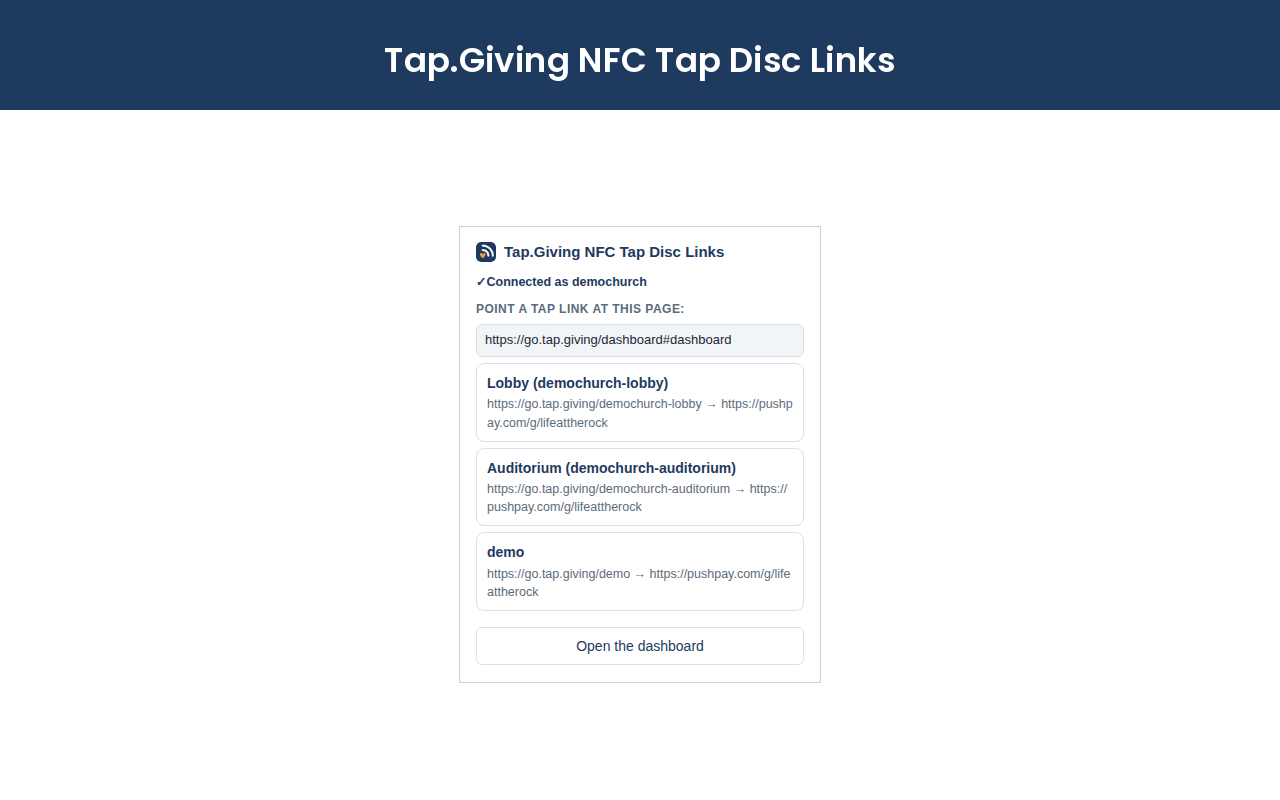 Tap.Giving NFC Tap Disc Links
Tap.Giving NFC Tap Disc Links
✓Connected as demochurch
POINT A TAP LINK AT THIS PAGE:
https://go.tap.giving/dashboard#dashboard
Lobby (demochurch-lobby)
https://go.tap.giving/demochurch-lobby → https://pushp
ay.com/g/lifeattherock
Auditorium (demochurch-auditorium)
https://go.tap.giving/demochurch-auditorium → https://
pushpay.com/g/lifeattherock
demo
https://go.tap.giving/demo → https://pushpay.com/g/life
attherock
Open the dashboard